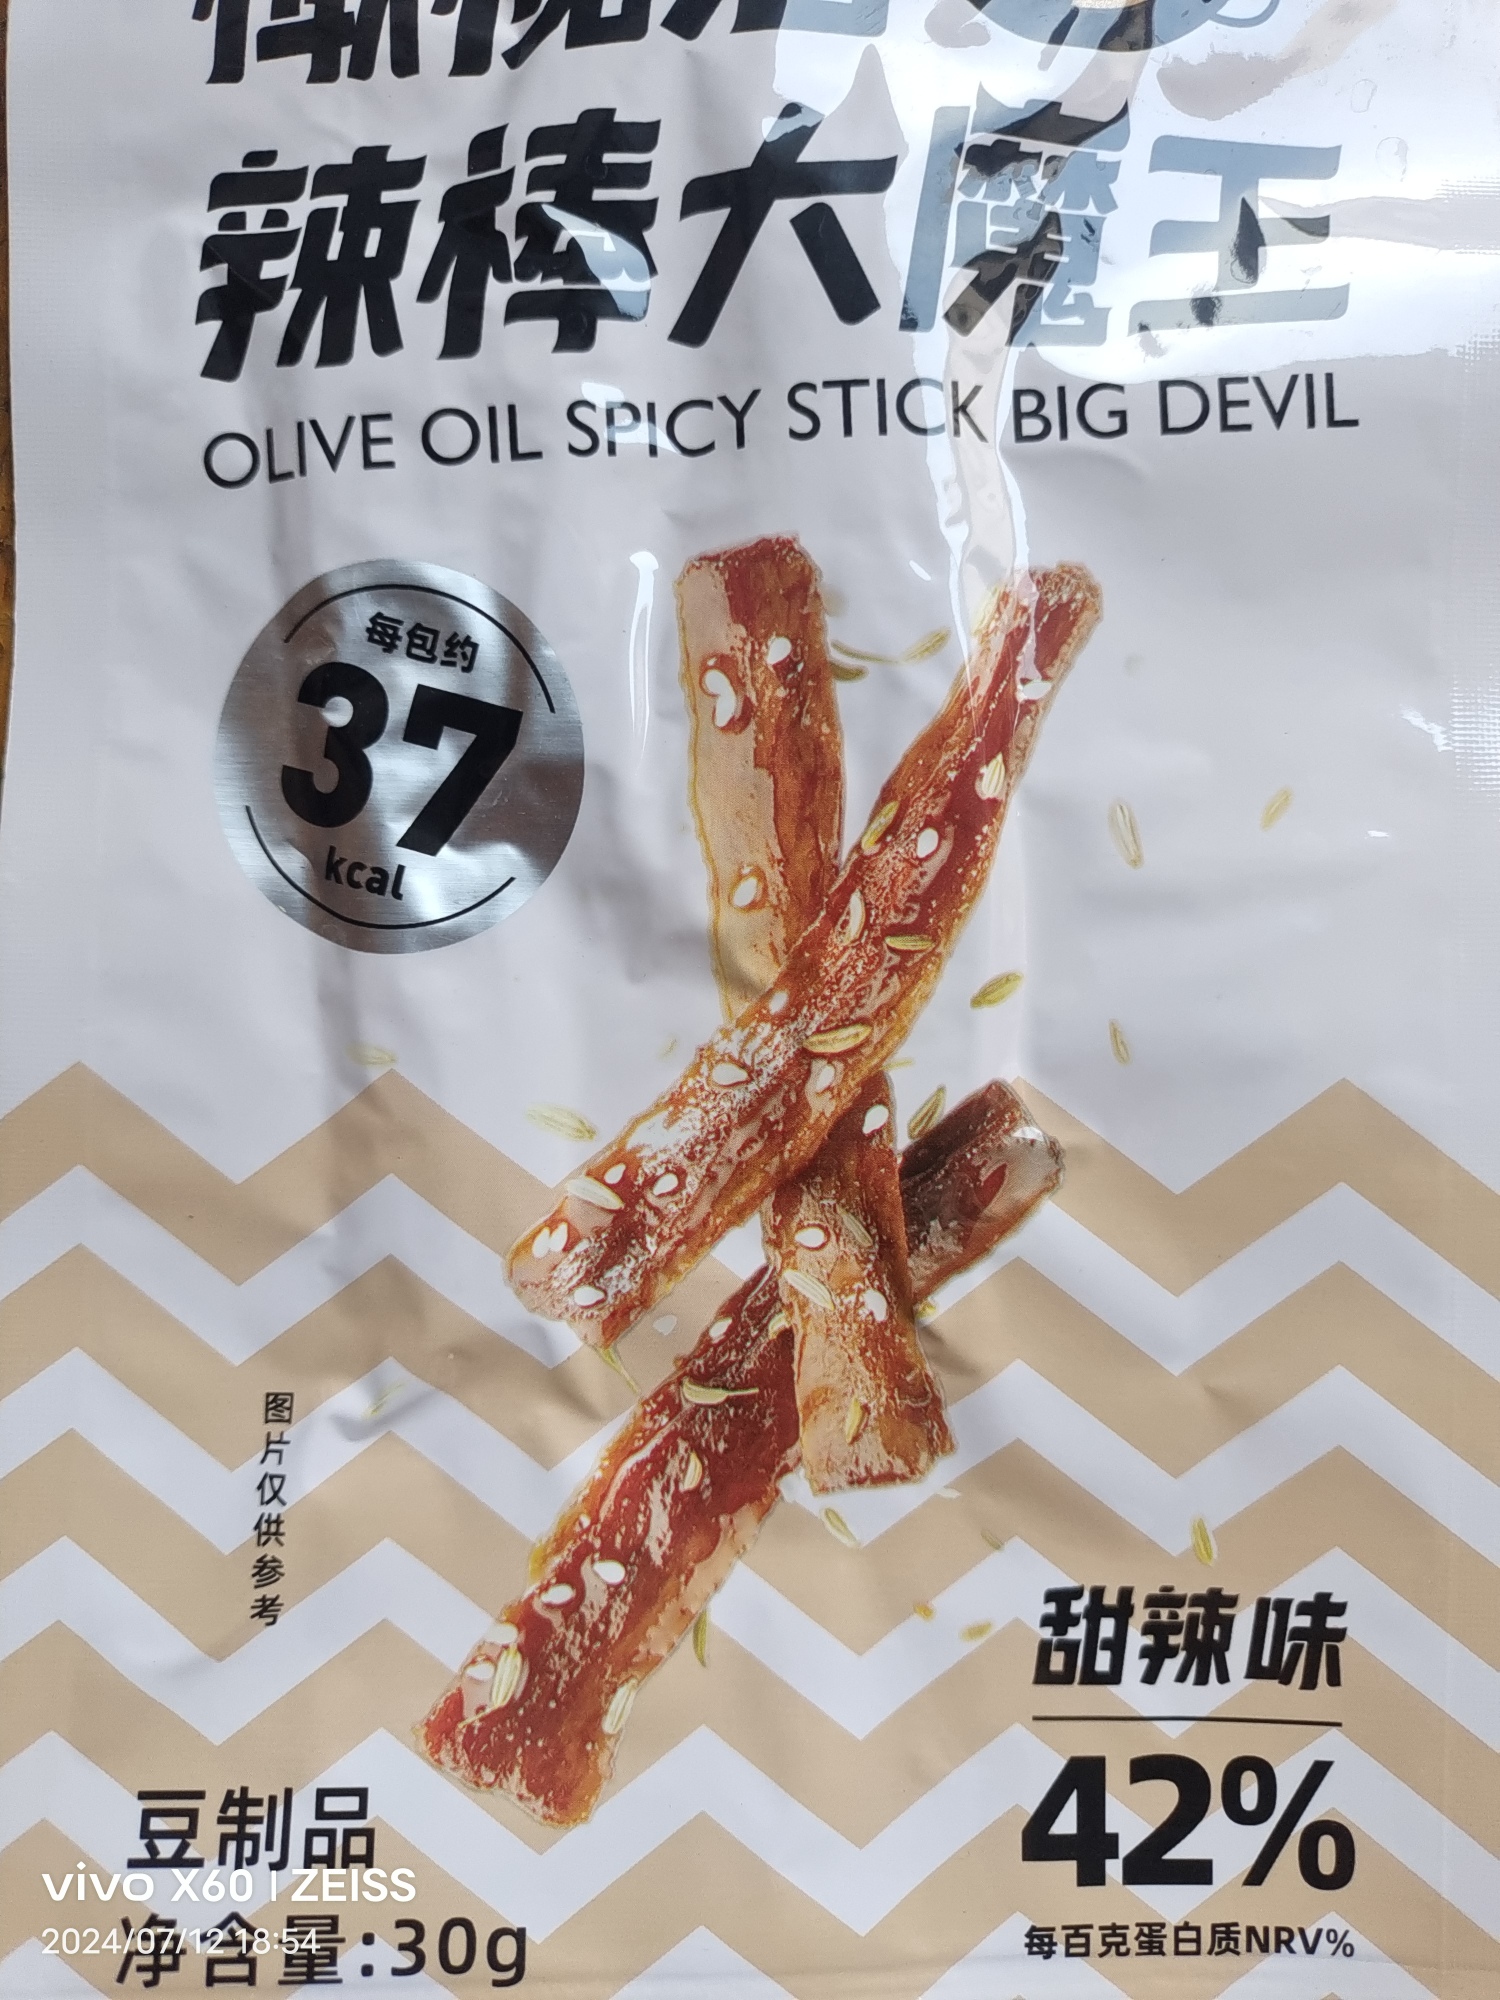 辣棒大魔王
OLIVE OIL SPICY STICK BIG DEVIL
每包约
37
kcal
图片仅供参考
甜辣味
42%
每百克蛋白质NRV%
豆制品
净含量:30g
vivo X60 | ZEISS
2024/07/12 18:54